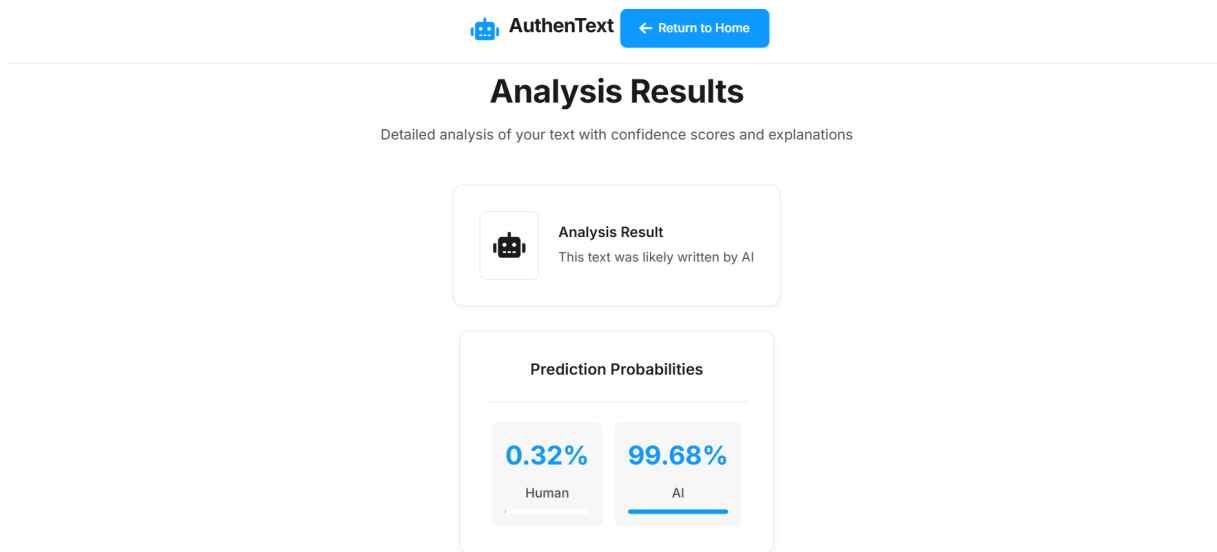 AuthenText
← Return to Home
Analysis Results
Detailed analysis of your text with confidence scores and explanations
Analysis Result
This text was likely written by AI
Prediction Probabilities
0.32% 99.68%
Human AI